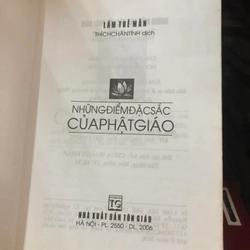 LÂM THẾ MẪN
THÍCH CHÂN TÍNH dịch
NHỮNG ĐIỂM ĐẶC SẮC
CỦA PHẬT GIÁO
TG
NHÀ XUẤT BẢN TÔN GIÁO
HÀ NỘI - PL. 2550 - DL. 2006